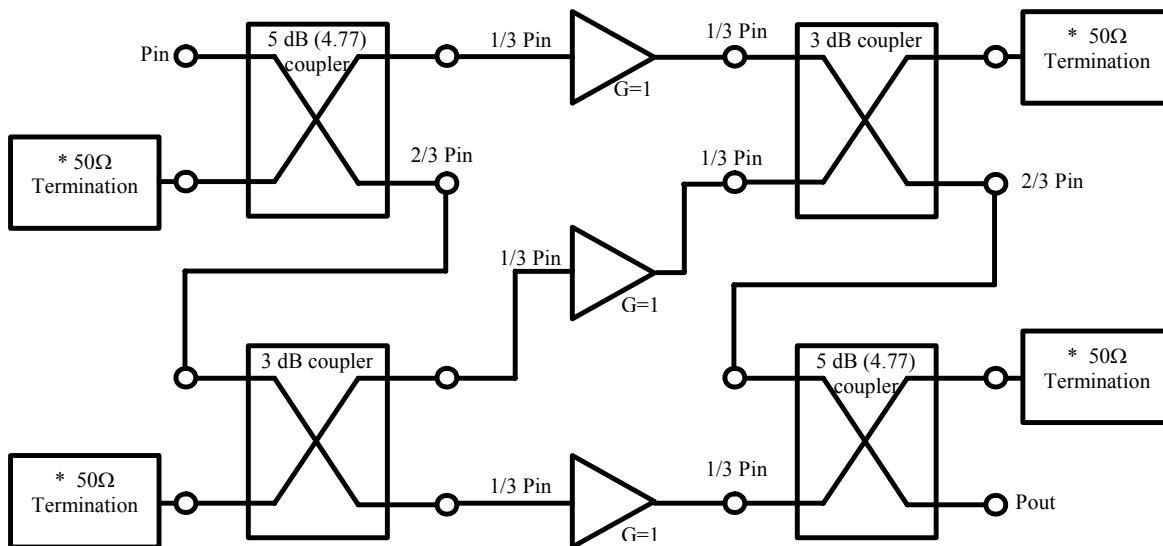 5 dB (4.77)
coupler
1/3 Pin
1/3 Pin
3 dB coupler
* 50Ω
Termination
Pin
G=1
* 50Ω
Termination
2/3 Pin
1/3 Pin
2/3 Pin
1/3 Pin
G=1
3 dB coupler
5 dB (4.77)
coupler
* 50Ω
Termination
* 50Ω
Termination
1/3 Pin
1/3 Pin
G=1
Pout